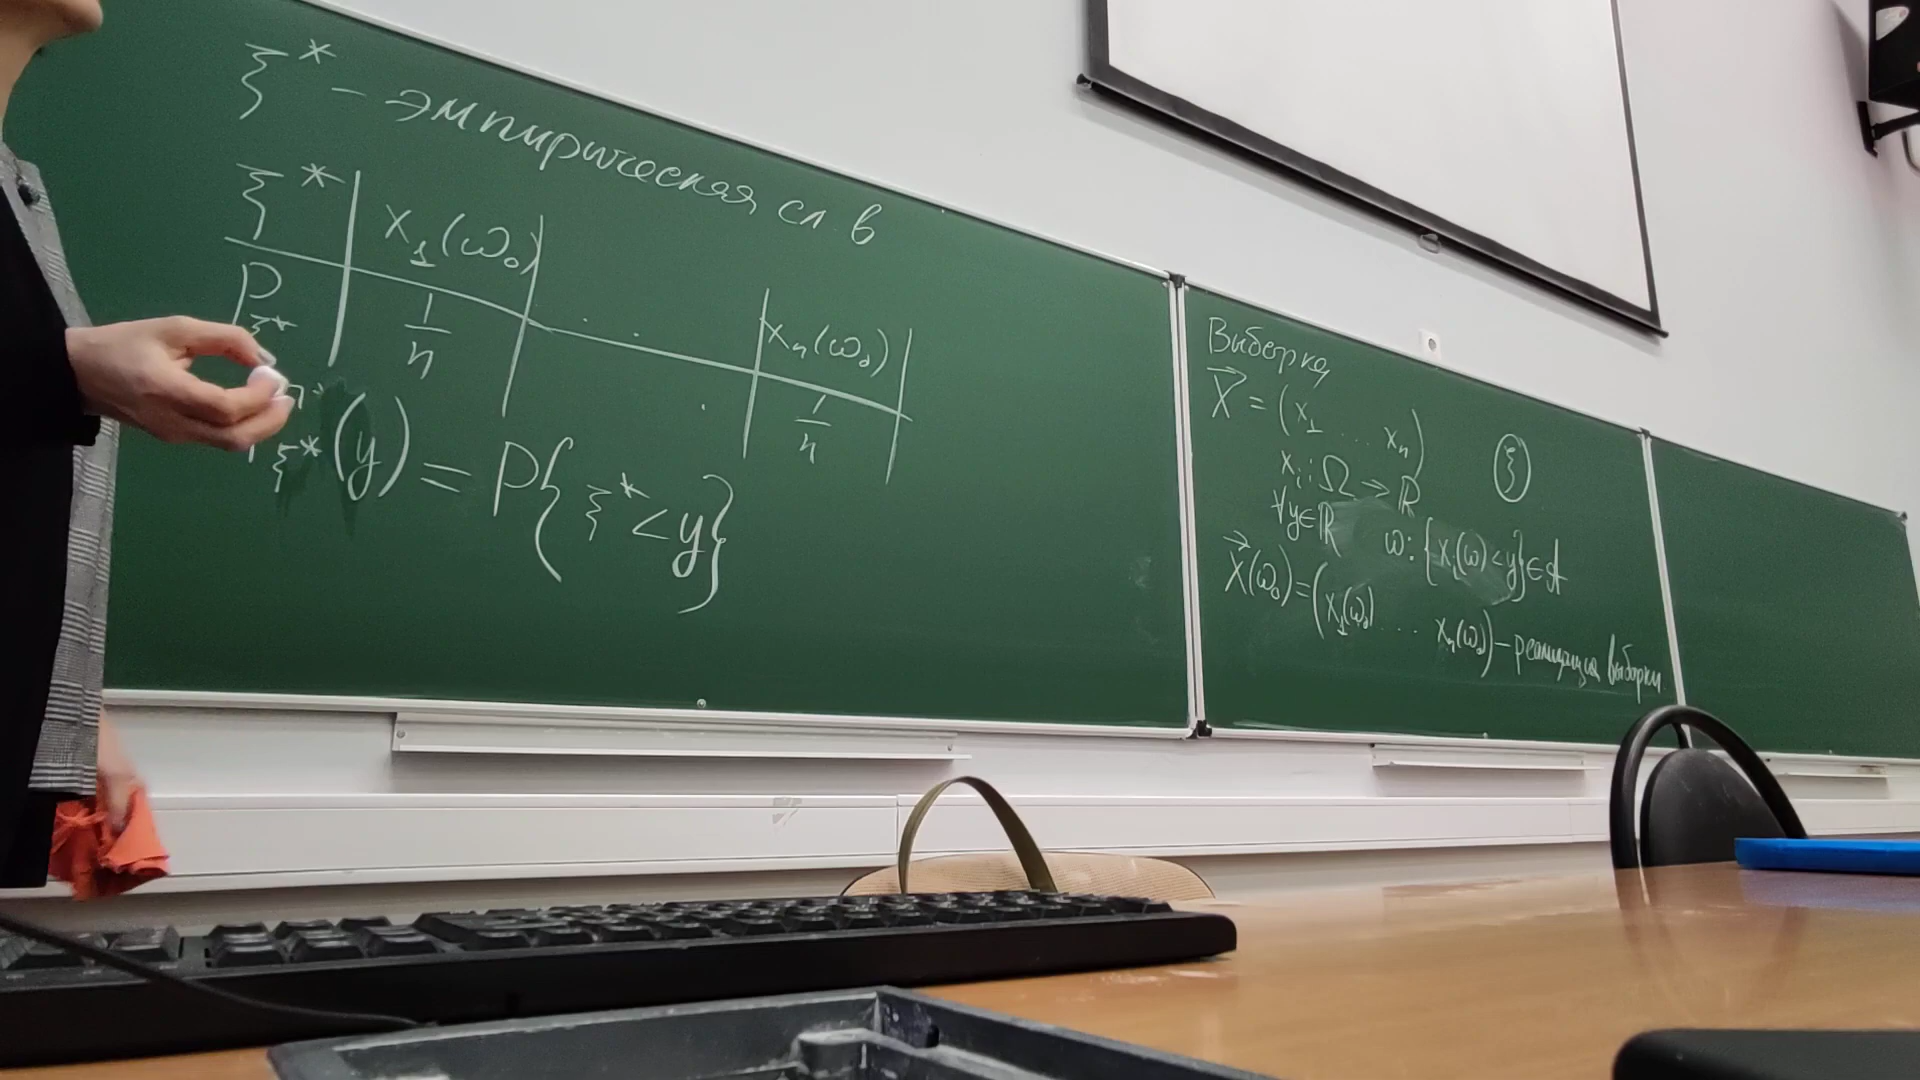 ξ* – эмпирическая сл. в
ξ* | x₁(ω₀) | . . | xₙ(ω₀)
P ξ* | 1/n | . | 1/n
ξ*(y) = P{ξ* < y}
Выборка
X⃗ = (x₁ ... xₙ) ξ
xᵢ: Ω → ℝ
∀y∈ℝ ω: {xᵢ(ω)<y}∈𝒜
X⃗(ω₀) = (x₁(ω₀) ... xₙ(ω₀)) – реализация выборки